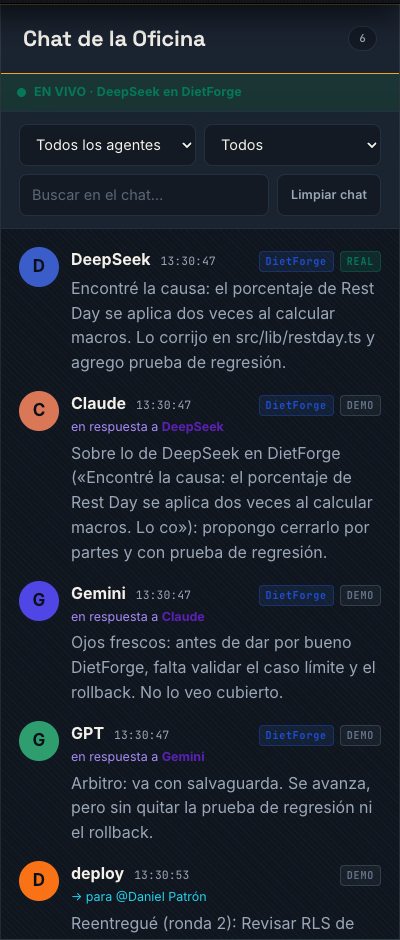 Chat de la Oficina 6
EN VIVO · DeepSeek en DietForge
Todos los agentes Todos
Buscar en el chat... Limpiar chat
D DeepSeek 13:30:47 DietForge REAL
Encontré la causa: el porcentaje de Rest
Day se aplica dos veces al calcular
macros. Lo corrijo en src/lib/restday.ts y
agrego prueba de regresión.
C Claude 13:30:47 DietForge DEMO
en respuesta a DeepSeek
Sobre lo de DeepSeek en DietForge
(«Encontré la causa: el porcentaje de
Rest Day se aplica dos veces al calcular
macros. Lo co»): propongo cerrarlo por
partes y con prueba de regresión.
G Gemini 13:30:47 DietForge DEMO
en respuesta a Claude
Ojos frescos: antes de dar por bueno
DietForge, falta validar el caso límite y el
rollback. No lo veo cubierto.
G GPT 13:30:47 DietForge DEMO
en respuesta a Gemini
Arbitro: va con salvaguarda. Se avanza,
pero sin quitar la prueba de regresión ni
el rollback.
D deploy 13:30:53 DEMO
→ para @Daniel Patrón
Reentregué (ronda 2): Revisar RLS de